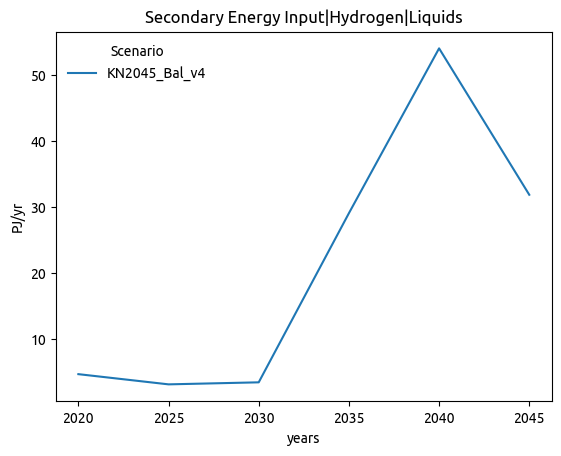 Secondary Energy Input|Hydrogen|Liquids
Scenario
KN2045_Bal_v4
50
40
30
20
10
PJ/yr
2020 2025 2030 2035 2040 2045
years